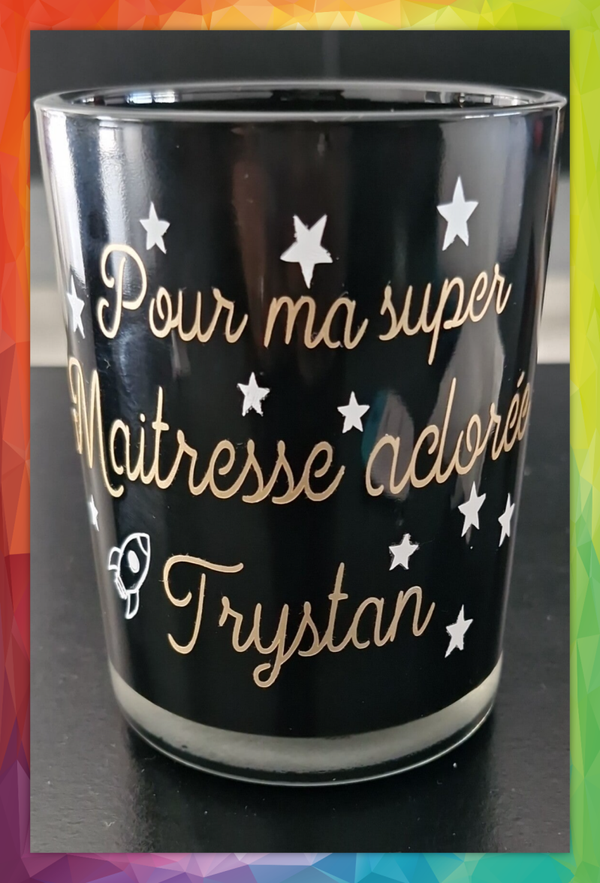 Pour ma super
Maitresse adorée
Trystan